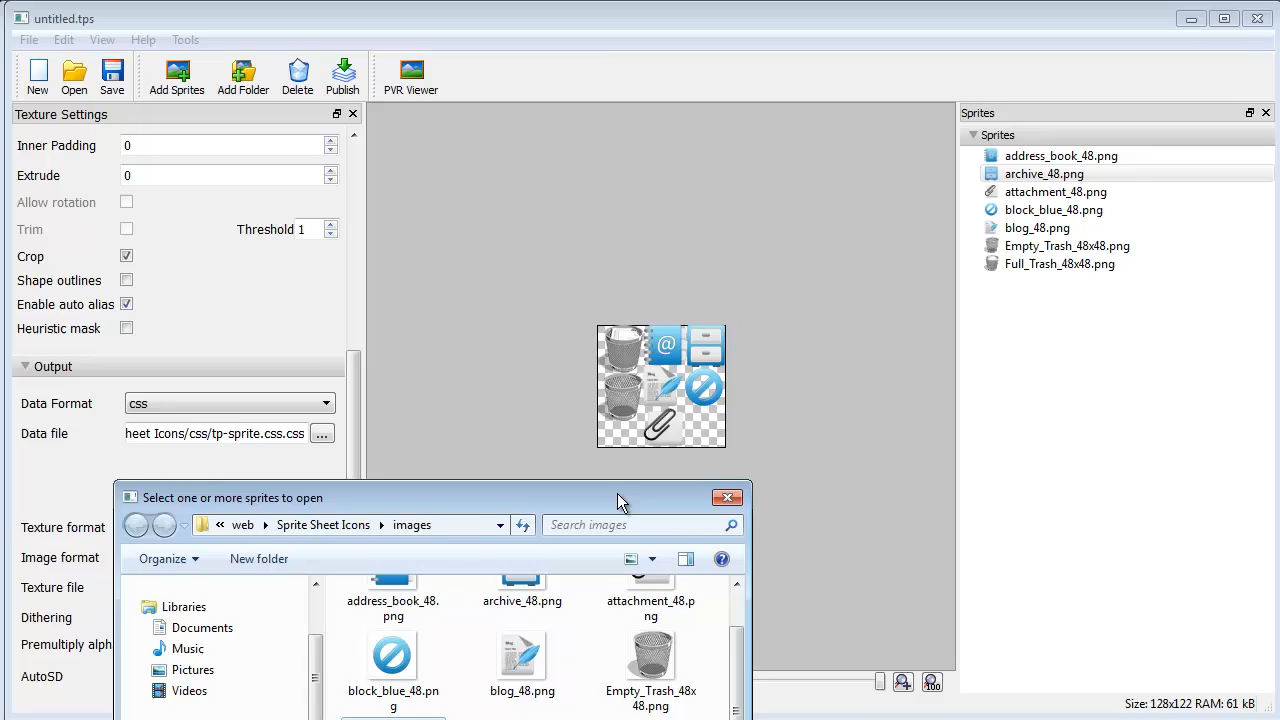 untitled.tps
File Edit View Help Tools
New Open Save Add Sprites Add Folder Delete Publish PVR Viewer
Texture Settings
Inner Padding 0
Extrude 0
Allow rotation
Trim Threshold 1
Crop
Shape outlines
Enable auto alias
Heuristic mask
Output
Data Format css
Data file heet Icons/css/tp-sprite.css.css ...
Texture format
Image format
Texture file
Dithering
Premultiply alph
AutoSD
Sprites
Sprites
address_book_48.png
archive_48.png
attachment_48.png
block_blue_48.png
blog_48.png
Empty_Trash_48x48.png
Full_Trash_48x48.png
Select one or more sprites to open
« web Sprite Sheet Icons images Search images
Organize New folder
Libraries
Documents
Music
Pictures
Videos
address_book_48.
png
archive_48.png
attachment_48.p
ng
block_blue_48.pn
g
blog_48.png
Empty_Trash_48x
48.png
100
Size: 128x122 RAM: 61 kB